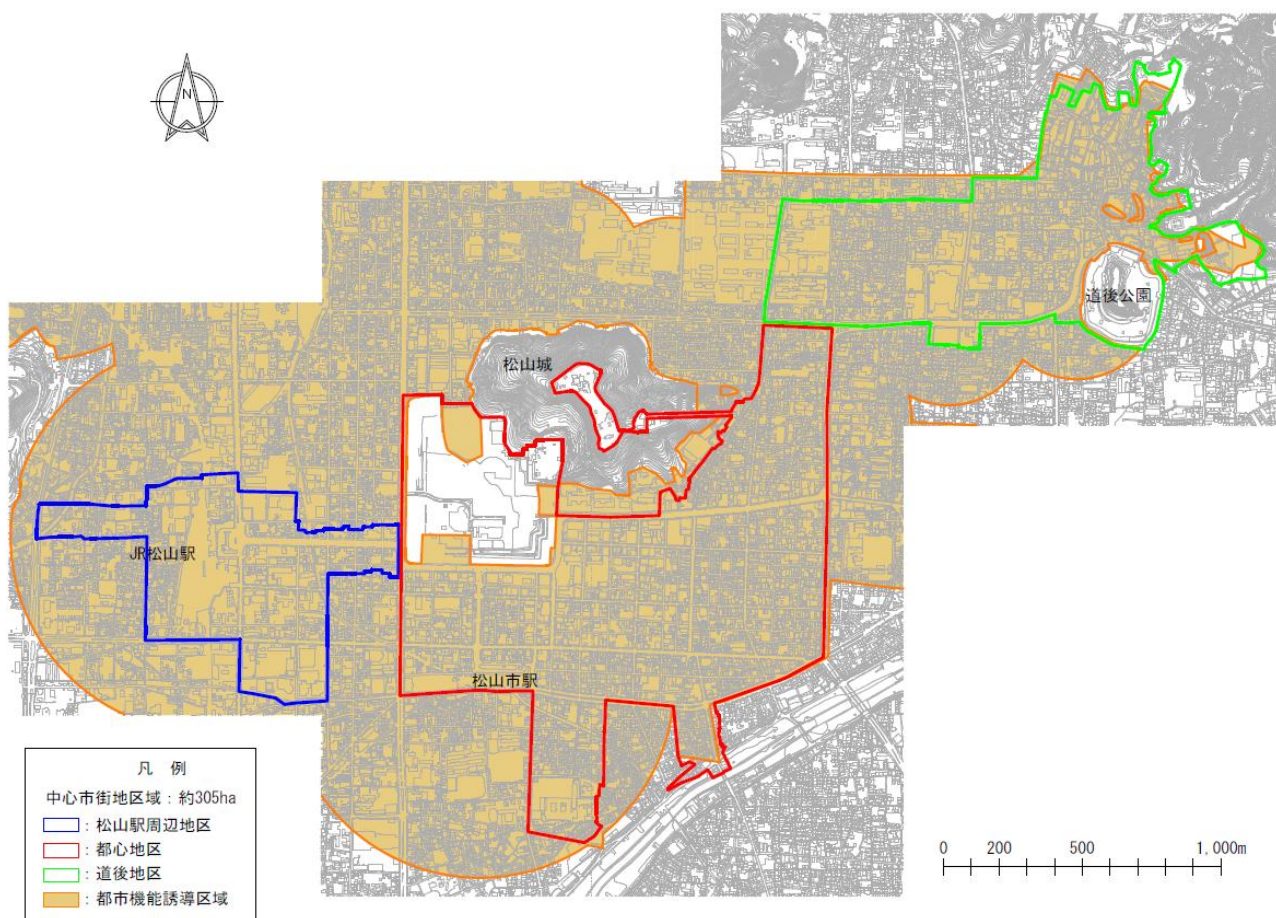 N
道後公園
松山城
JR松山駅
松山市駅
凡 例
中心市街地区域：約305ha
：松山駅周辺地区
：都心地区
：道後地区
：都市機能誘導区域
0 200 500 1,000m